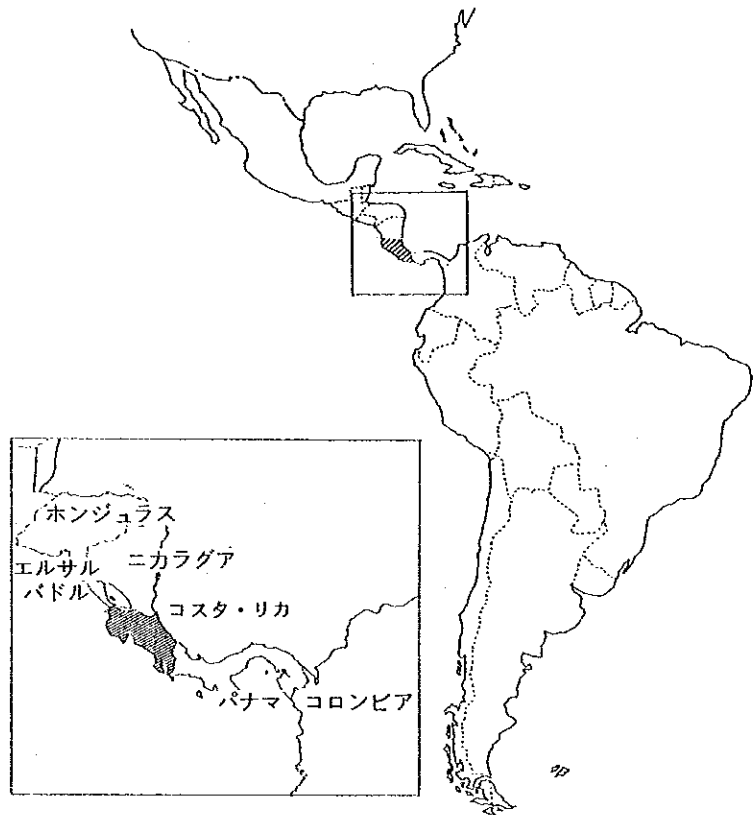 ホンジュラス
エルサル
バドル
ニカラグア
コスタ・リカ
パナマ
コロンビア